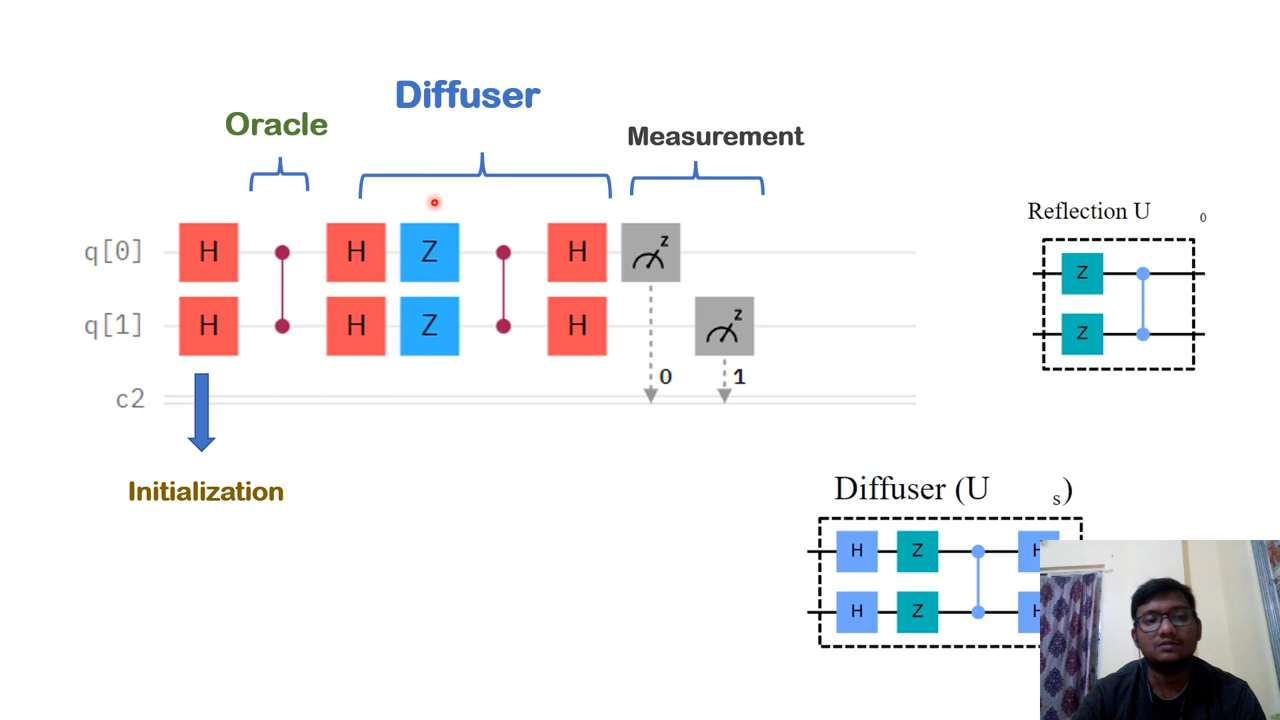 Diffuser
Oracle
Measurement
Reflection U 0
q[0] H H Z H z
q[1] H H Z H z
0 1
c2
Z
Z
Initialization
Diffuser (U s)
H Z H
H Z H